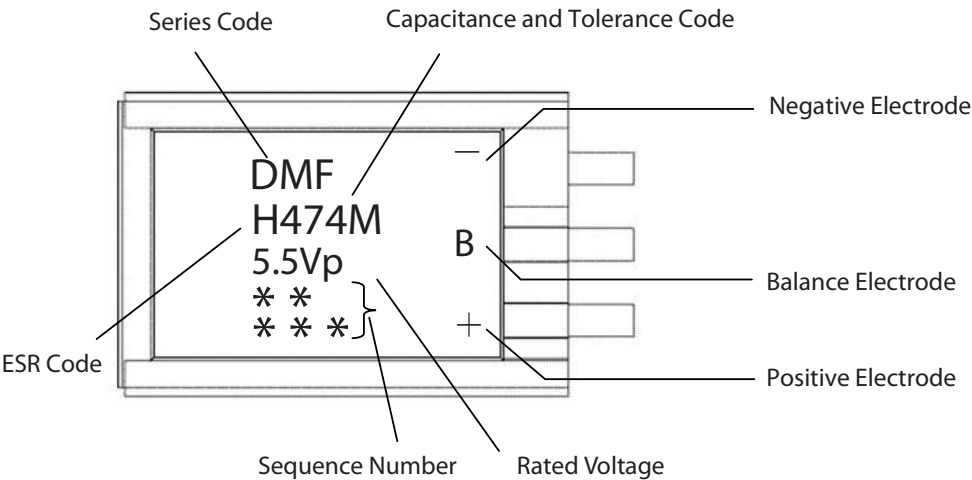 Series Code
Capacitance and Tolerance Code
Negative Electrode
DMF
—
H474M
B
5.5Vp
Balance Electrode
* *
* * *
+
ESR Code
Positive Electrode
Sequence Number
Rated Voltage